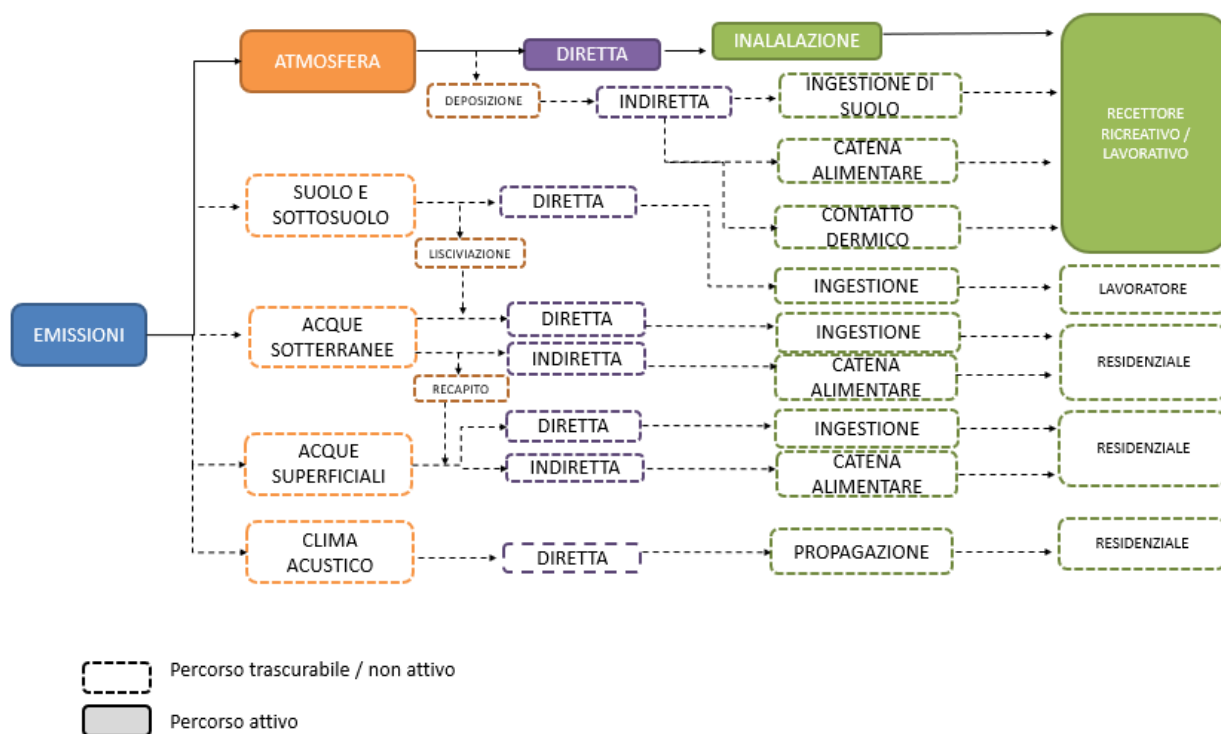 ATMOSFERA
DIRETTA
INALALAZIONE
DEPOSIZIONE
INDIRETTA
INGESTIONE DI
SUOLO
CATENA
ALIMENTARE
CONTATTO
DERMICO
RECETTORE
RICREATIVO /
LAVORATIVO
SUOLO E
SOTTOSUOLO
DIRETTA
LISCIVIAZIONE
INGESTIONE
LAVORATORE
EMISSIONI
ACQUE
SOTTERRANEE
DIRETTA
INGESTIONE
INDIRETTA
CATENA
ALIMENTARE
RESIDENZIALE
RECAPITO
ACQUE
SUPERFICIALI
DIRETTA
INGESTIONE
INDIRETTA
CATENA
ALIMENTARE
RESIDENZIALE
CLIMA
ACUSTICO
DIRETTA
PROPAGAZIONE
RESIDENZIALE
Percorso trascurabile / non attivo
Percorso attivo